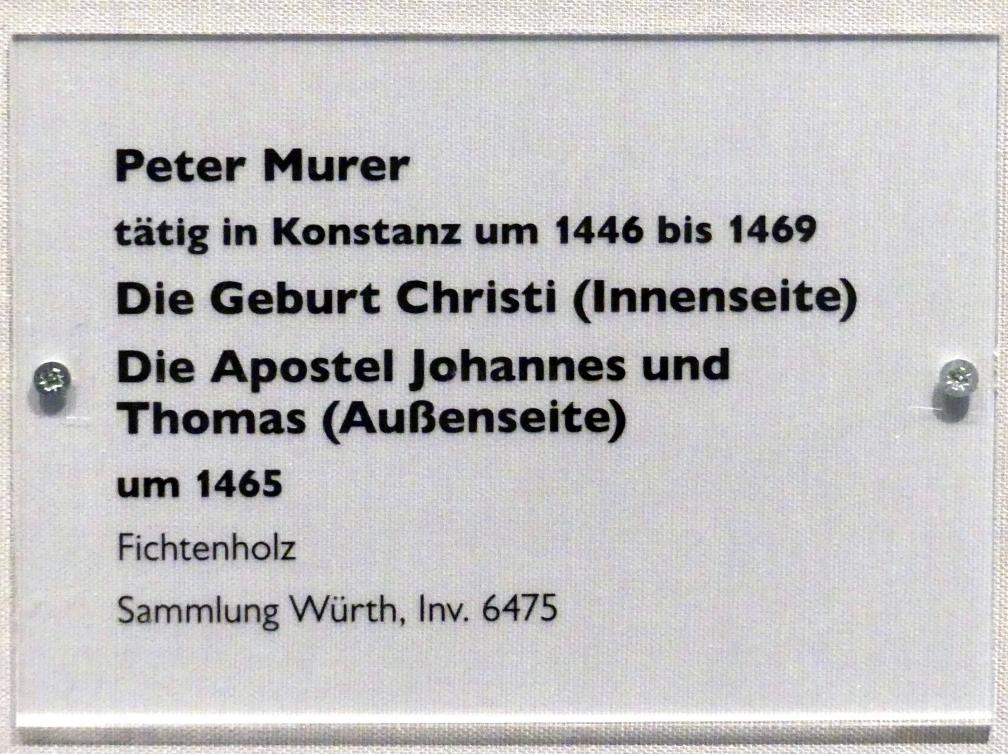 Peter Murer
tätig in Konstanz um 1446 bis 1469
Die Geburt Christi (Innenseite)
Die Apostel Johannes und
Thomas (Außenseite)
um 1465
Fichtenholz
Sammlung Würth, Inv. 6475